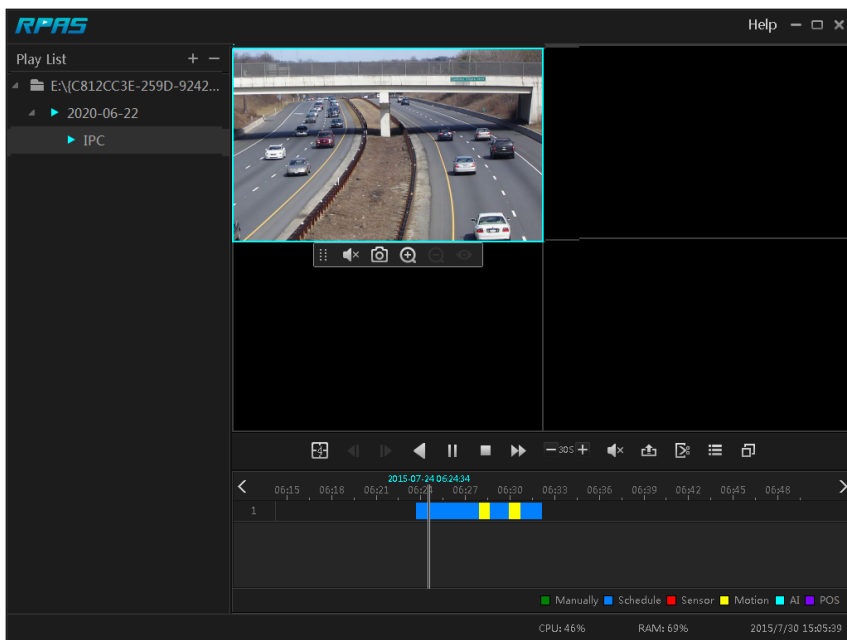 RPAS
Help
Play List
E:\{C812CC3E-259D-9242...
2020-06-22
IPC
4
30S
2015-07-24 06:24:34
06:15 06:18 06:21 06:24 06:27 06:30 06:33 06:36 06:39 06:42 06:45 06:48
1
Manually Schedule Sensor Motion AI POS
CPU: 46% RAM: 69% 2015/7/30 15:05:39